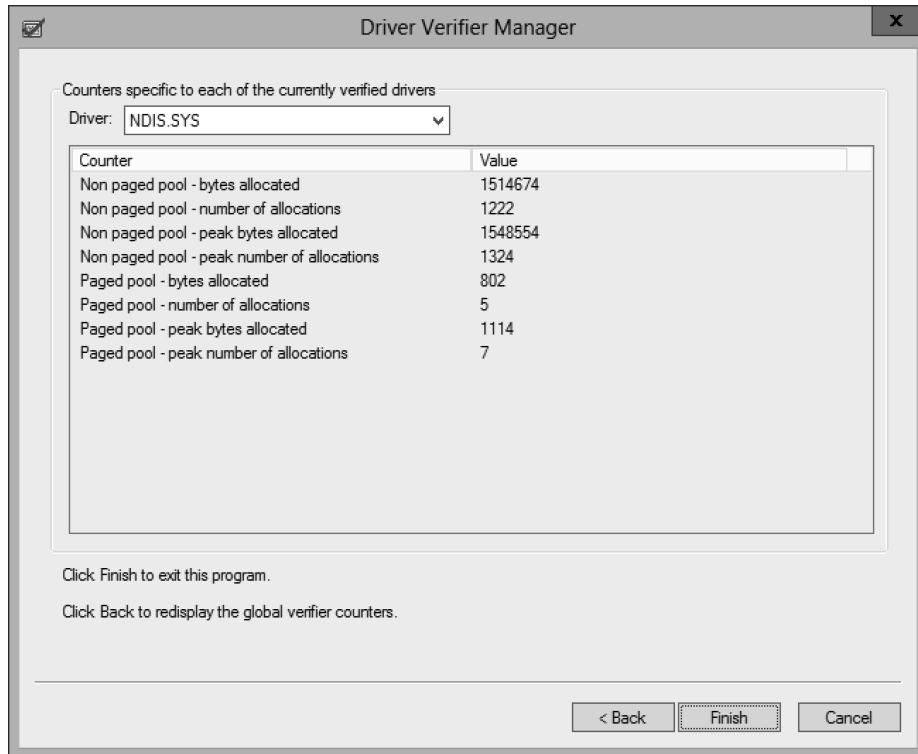 Driver Verifier Manager
x
Counters specific to each of the currently verified drivers
Driver: NDIS.SYS
Counter Value
Non paged pool - bytes allocated 1514674
Non paged pool - number of allocations 1222
Non paged pool - peak bytes allocated 1548554
Non paged pool - peak number of allocations 1324
Paged pool - bytes allocated 802
Paged pool - number of allocations 5
Paged pool - peak bytes allocated 1114
Paged pool - peak number of allocations 7
Click Finish to exit this program.
Click Back to redisplay the global verifier counters.
< Back Finish Cancel